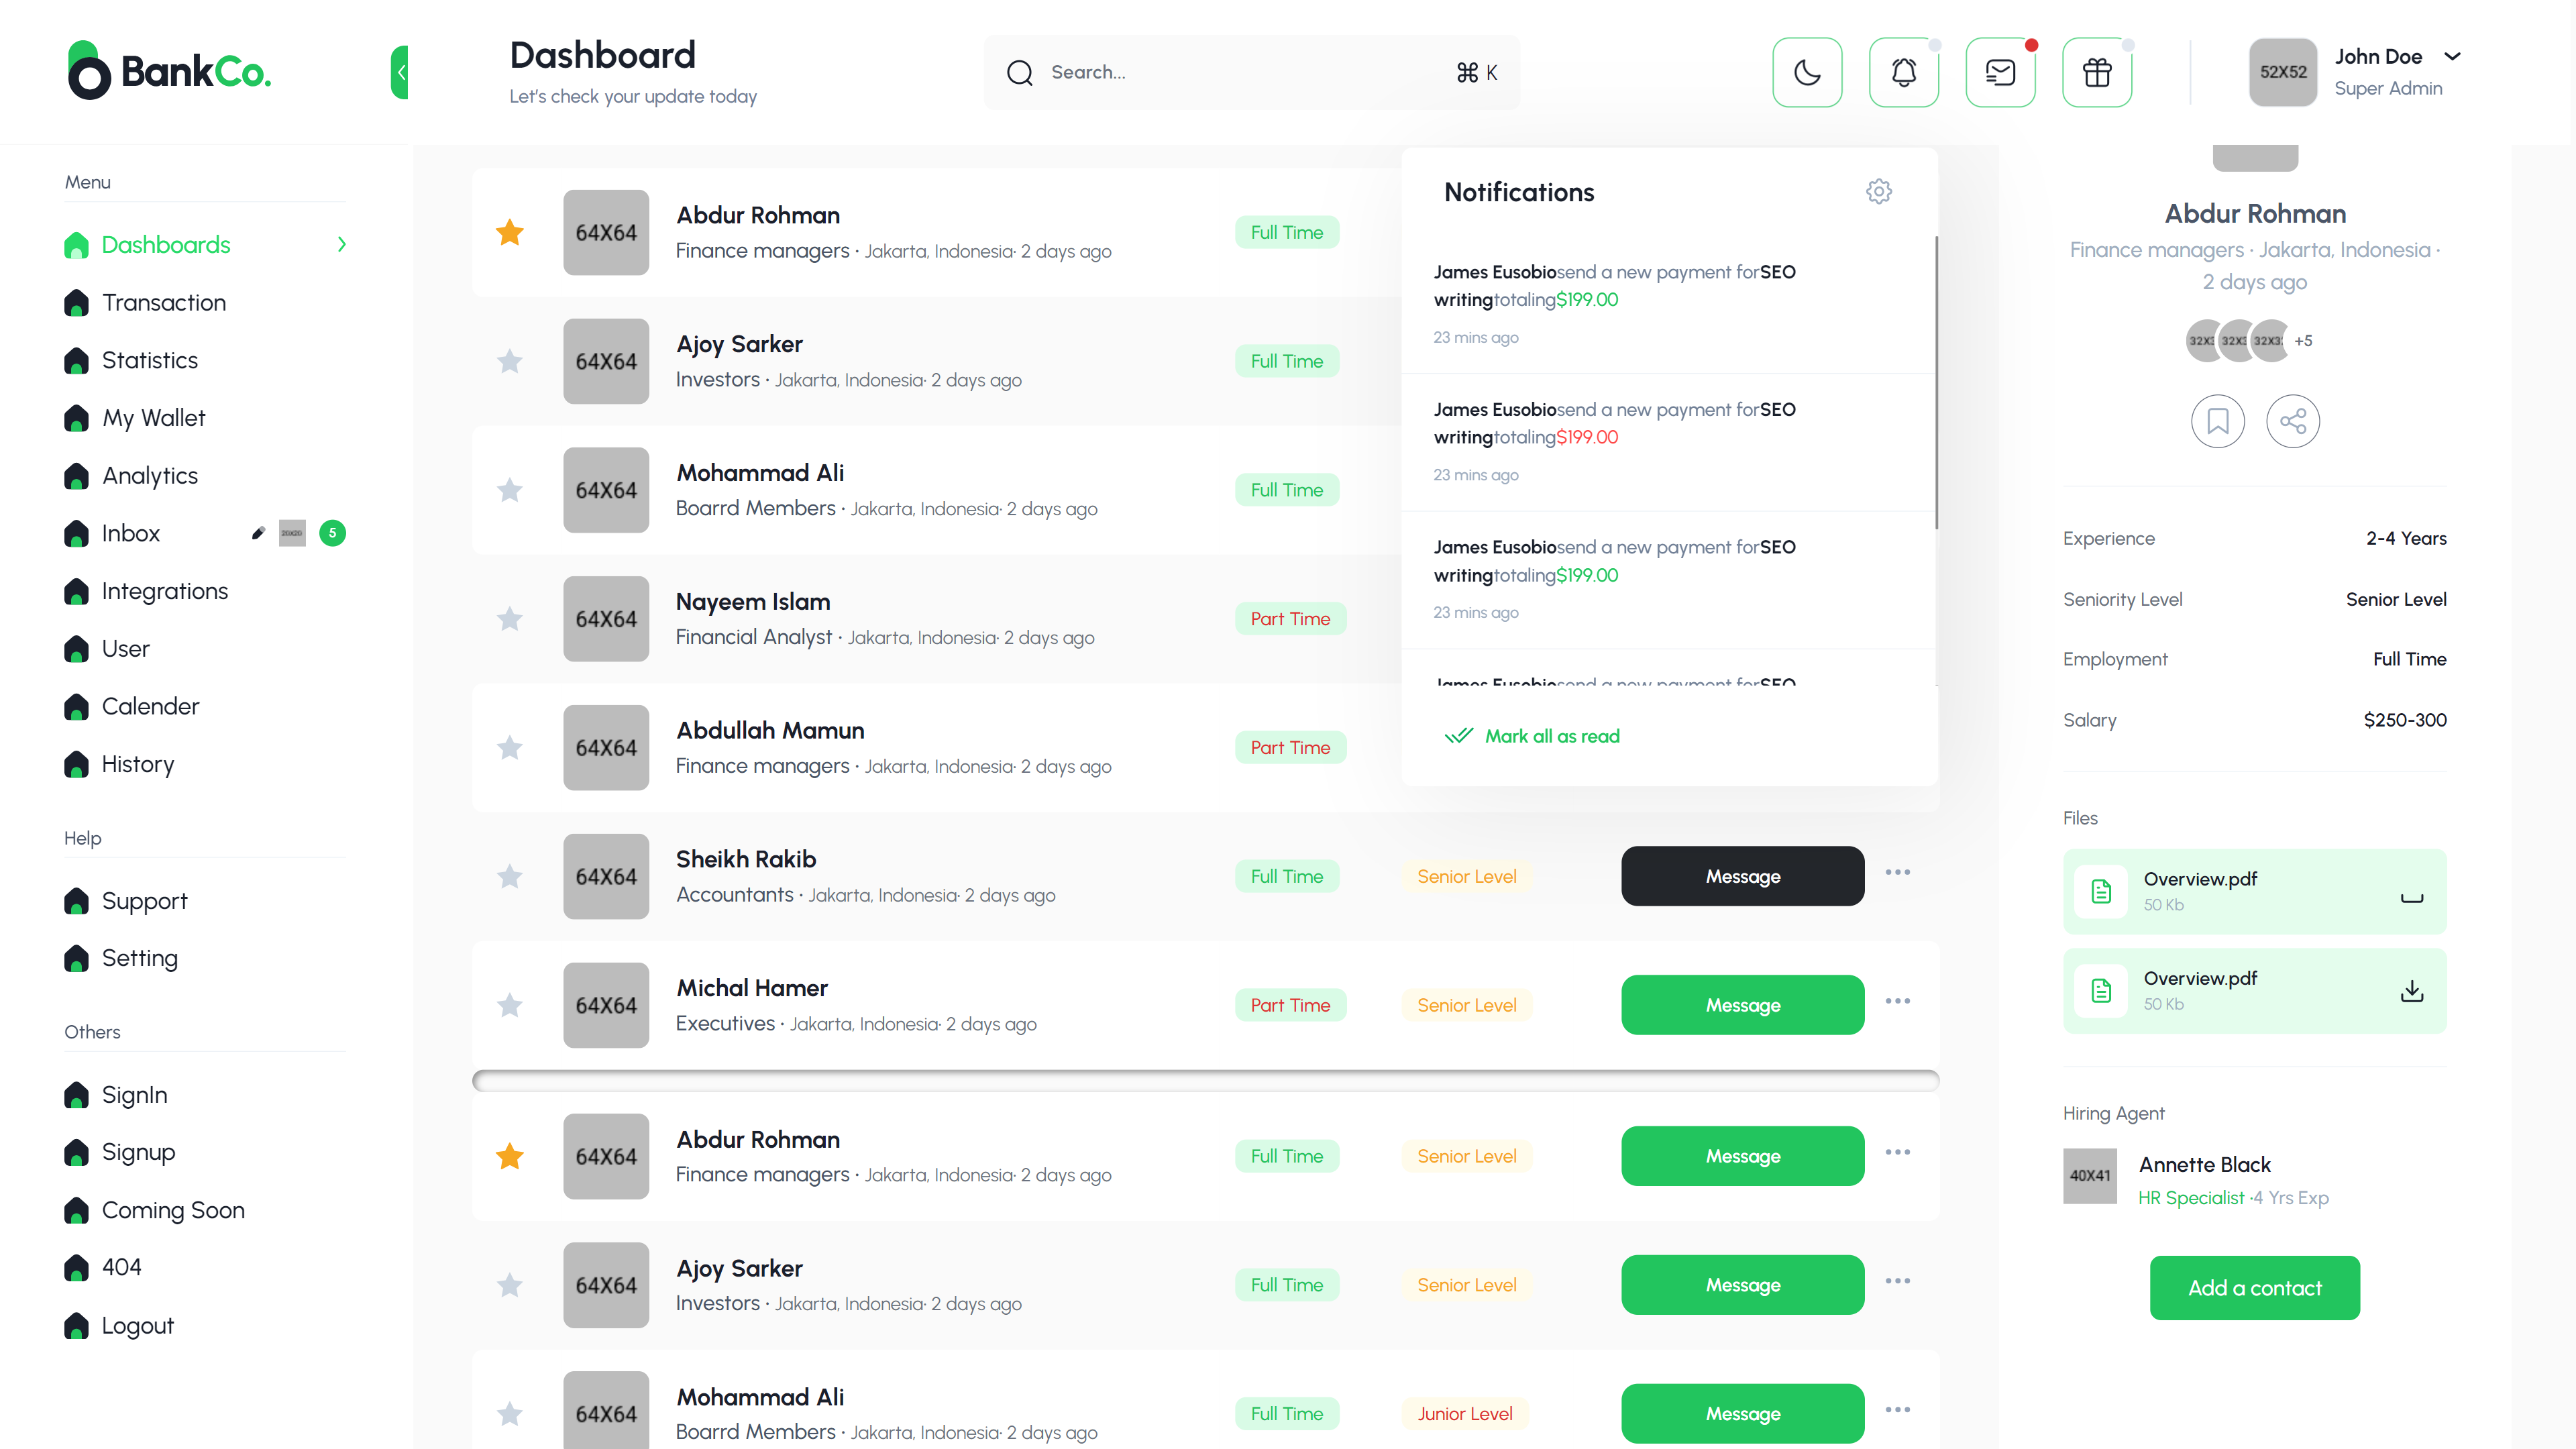 BankCo.
Dashboard
Let's check your update today
Search...
⌘ K
52X52
John Doe
Super Admin
Menu
Dashboards
Transaction
Statistics
My Wallet
Analytics
Inbox
5
Integrations
User
Calender
History
Help
Support
Setting
Others
SignIn
Signup
Coming Soon
404
Logout
64X64
Abdur Rohman
Finance managers · Jakarta, Indonesia· 2 days ago
Full Time
64X64
Ajoy Sarker
Investors · Jakarta, Indonesia· 2 days ago
Full Time
64X64
Mohammad Ali
Boarrd Members · Jakarta, Indonesia· 2 days ago
Full Time
64X64
Nayeem Islam
Financial Analyst · Jakarta, Indonesia· 2 days ago
Part Time
64X64
Abdullah Mamun
Finance managers · Jakarta, Indonesia· 2 days ago
Part Time
64X64
Sheikh Rakib
Accountants · Jakarta, Indonesia· 2 days ago
Full Time
Senior Level
Message
64X64
Michal Hamer
Executives · Jakarta, Indonesia· 2 days ago
Part Time
Senior Level
Message
64X64
Abdur Rohman
Finance managers · Jakarta, Indonesia· 2 days ago
Full Time
Senior Level
Message
64X64
Ajoy Sarker
Investors · Jakarta, Indonesia· 2 days ago
Full Time
Senior Level
Message
64X64
Mohammad Ali
Boarrd Members · Jakarta, Indonesia· 2 days ago
Full Time
Junior Level
Message
Notifications
James Eusobiosend a new payment forSEO
writingtotaling$199.00
23 mins ago
James Eusobiosend a new payment forSEO
writingtotaling$199.00
23 mins ago
James Eusobiosend a new payment forSEO
writingtotaling$199.00
23 mins ago
James Eusobiosend a new payment forSEO
Mark all as read
Abdur Rohman
Finance managers · Jakarta, Indonesia ·
2 days ago
+5
Experience
2-4 Years
Seniority Level
Senior Level
Employment
Full Time
Salary
$250-300
Files
Overview.pdf
50 Kb
Overview.pdf
50 Kb
Hiring Agent
40X41
Annette Black
HR Specialist ·4 Yrs Exp
Add a contact